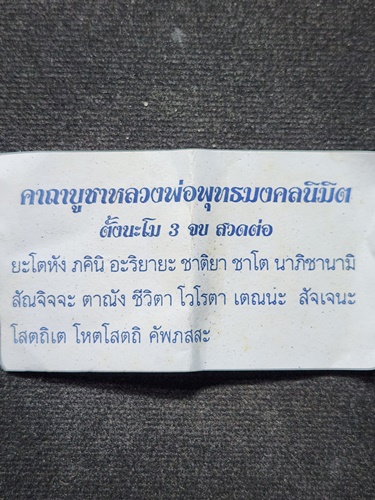 คาถาบูชาหลวงพ่อพุทธมงคลนิมิต
ตั้งนะโม 3 จบ สวดต่อ
ยะโตหัง ภคินิ อะริยายะ ชาติยา ชาโต นาภิชานามิ
สัณจิจจะ ตาณัง ชีวิตา โวโรตา เตณนะ สัจเจนะ
โสตถิเต โหตโสตถิ คัพภสสะ